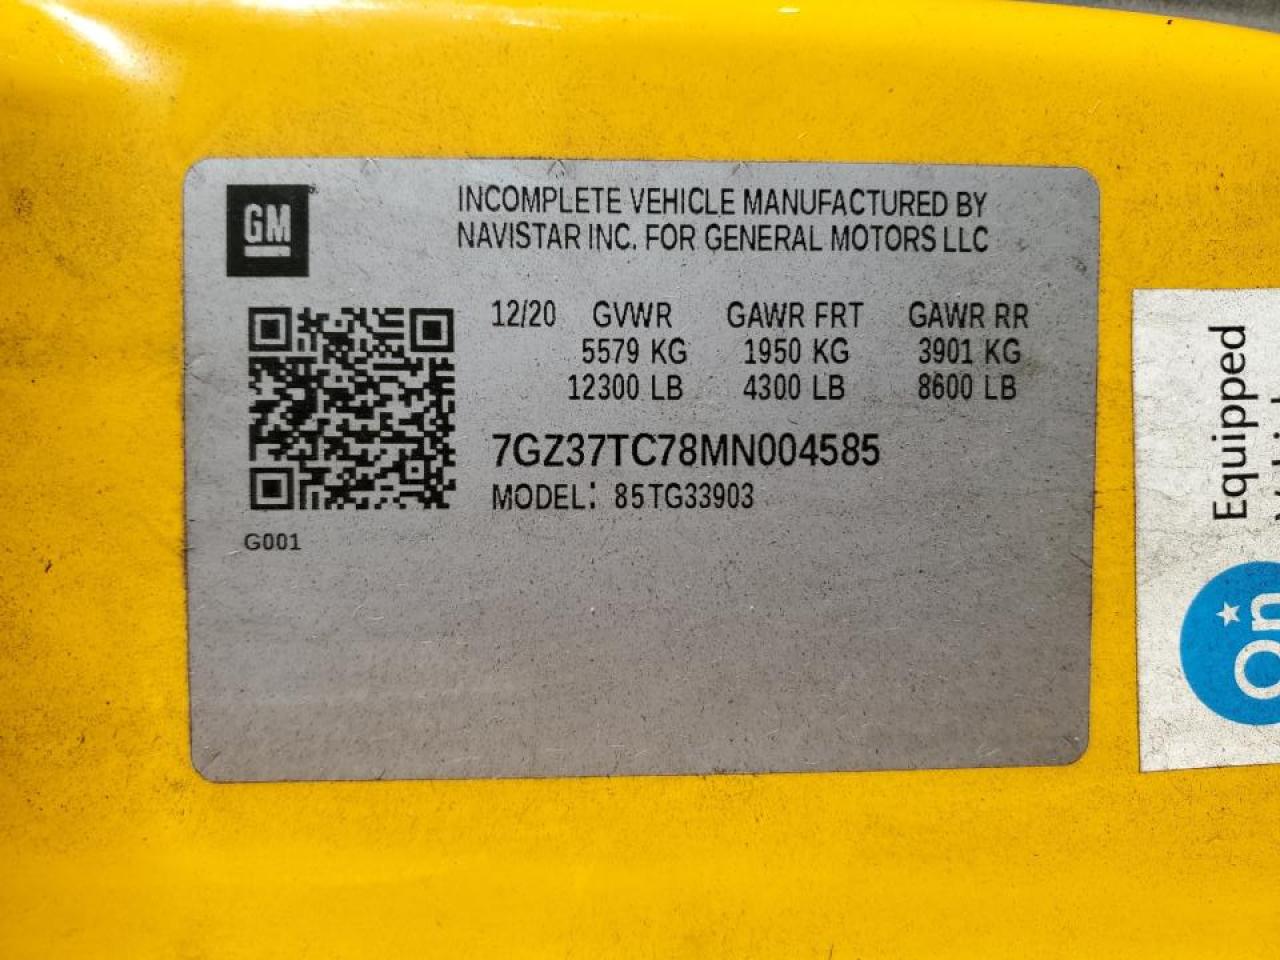 GM
INCOMPLETE VEHICLE MANUFACTURED BY
NAVISTAR INC. FOR GENERAL MOTORS LLC
12/20 GVWR GAWR FRT GAWR RR
5579 KG 1950 KG 3901 KG
12300 LB 4300 LB 8600 LB
7GZ37TC78MN004585
MODEL: 85TG33903
G001
Equipped
On